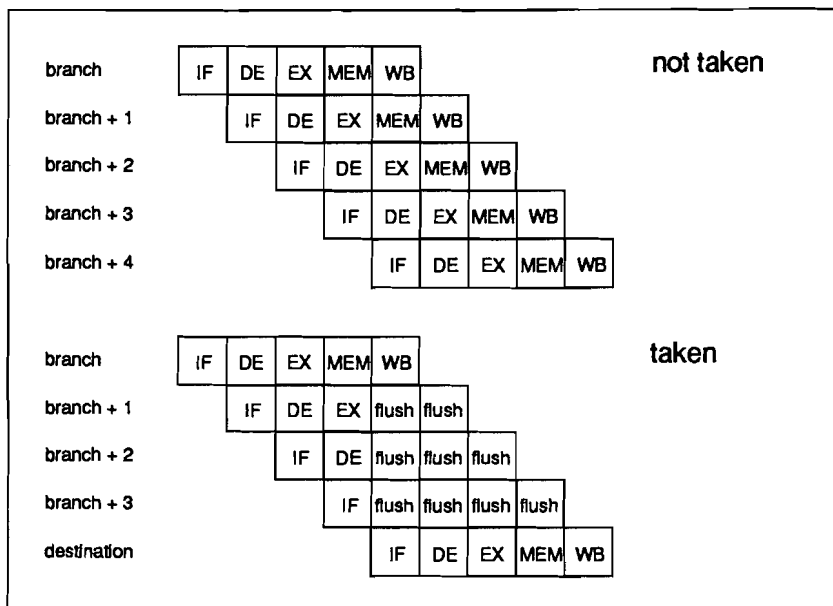 branch IF DE EX MEM WB not taken
branch + 1 IF DE EX MEM WB
branch + 2 IF DE EX MEM WB
branch + 3 IF DE EX MEM WB
branch + 4 IF DE EX MEM WB
branch IF DE EX MEM WB taken
branch + 1 IF DE EX flush flush
branch + 2 IF DE flush flush flush
branch + 3 IF flush flush flush flush
destination IF DE EX MEM WB